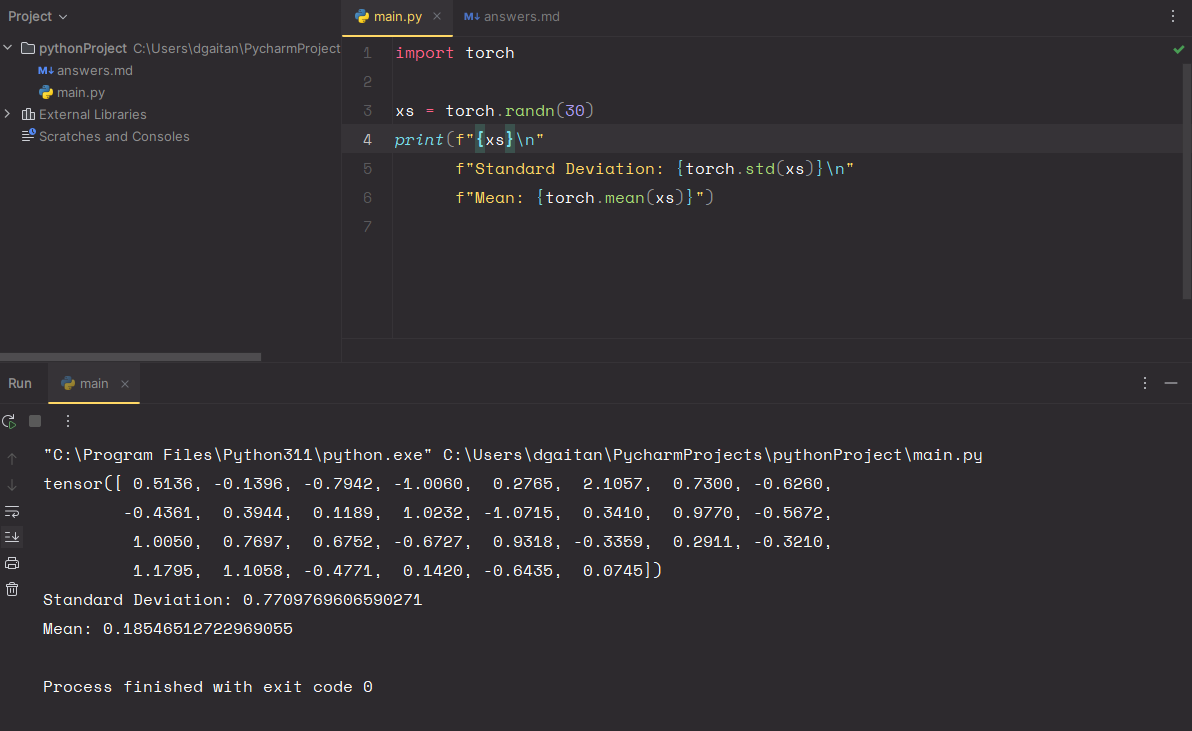 Project
main.py
answers.md
pythonProject C:\Users\dgaitan\PycharmProject
answers.md
main.py
External Libraries
Scratches and Consoles
1 import torch
2
3 xs = torch.randn(30)
4 print(f"{xs}\n"
5 f"Standard Deviation: {torch.std(xs)}\n"
6 f"Mean: {torch.mean(xs)}")
7
Run main
"C:\Program Files\Python311\python.exe" C:\Users\dgaitan\PycharmProjects\pythonProject\main.py
tensor([ 0.5136, -0.1396, -0.7942, -1.0060,  0.2765,  2.1057,  0.7300, -0.6260,
-0.4361,  0.3944,  0.1189,  1.0232, -1.0715,  0.3410,  0.9770, -0.5672,
1.0050,  0.7697,  0.6752, -0.6727,  0.9318, -0.3359,  0.2911, -0.3210,
1.1795,  1.1058, -0.4771,  0.1420, -0.6435,  0.0745])
Standard Deviation: 0.7709769606590271
Mean: 0.18546512722969055
Process finished with exit code 0